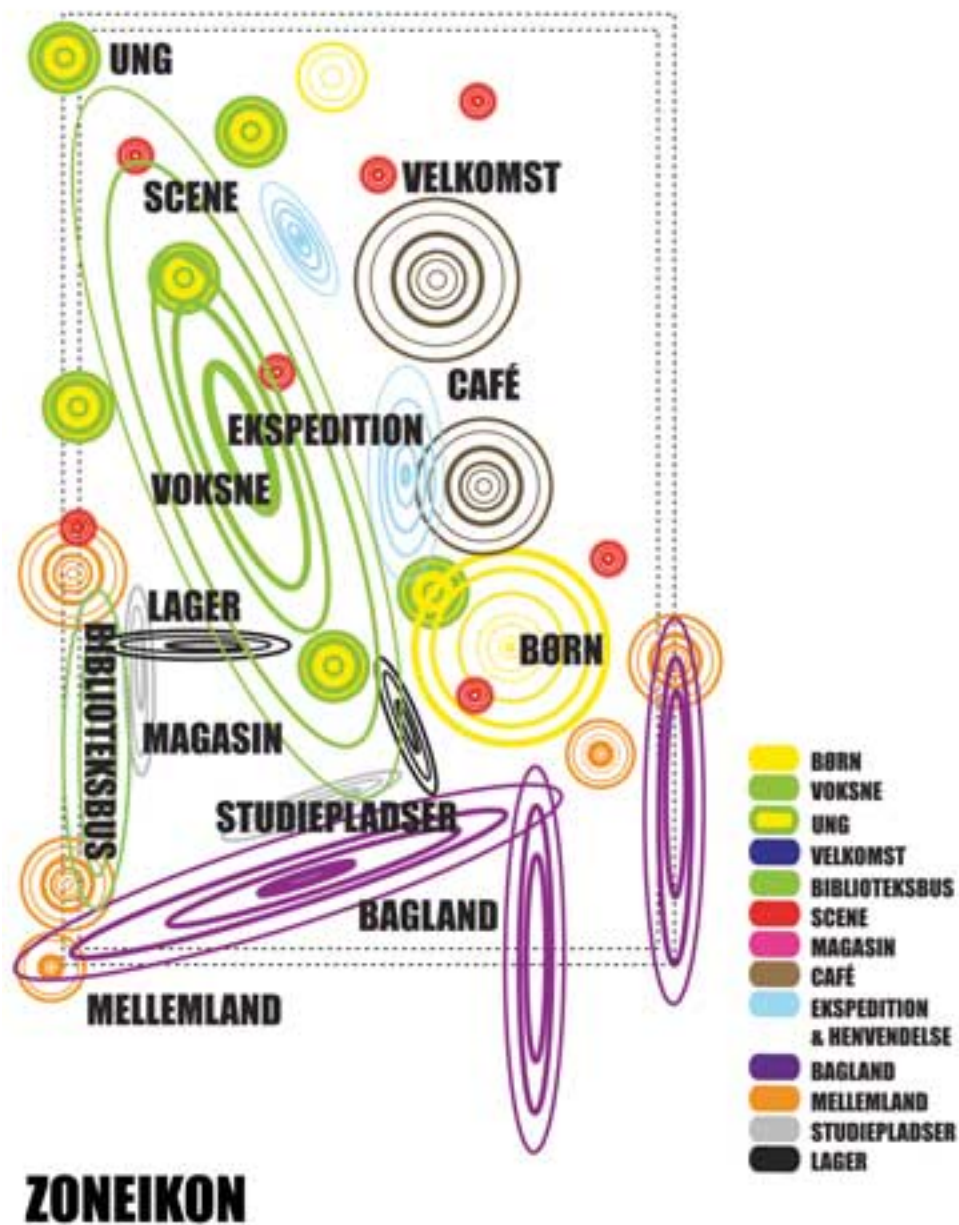 UNG
SCENE
VELKOMST
CAFÉ
EKSPEDITION
VOKSNE
LAGER
BØRN
BIBLIOTEKSBUS
MAGASIN
STUDIEPLADSER
BAGLAND
MELLEMLAND
BØRN
VOKSNE
UNG
VELKOMST
BIBLIOTEKSBUS
SCENE
MAGASIN
CAFÉ
EKSPEDITION
& HENVENDELSE
BAGLAND
MELLEMLAND
STUDIEPLADSER
LAGER
ZONEIKON